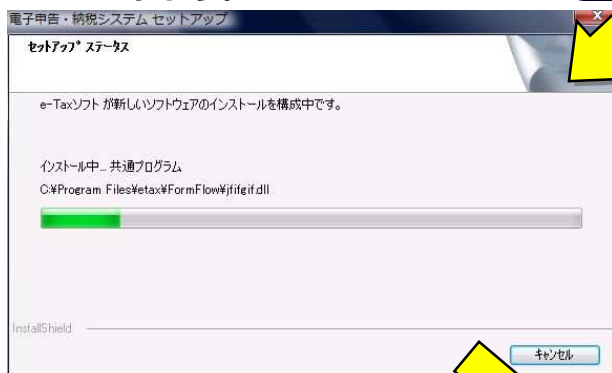 電子申告・納税システム セットアップ
セットアップ ステータス
e-Taxソフト が新しいソフトウェアのインストールを構成中です。
インストール中... 共通プログラム
C:¥Program Files¥etax¥FormFlow¥jfifgif.dll
InstallShield
キャンセル